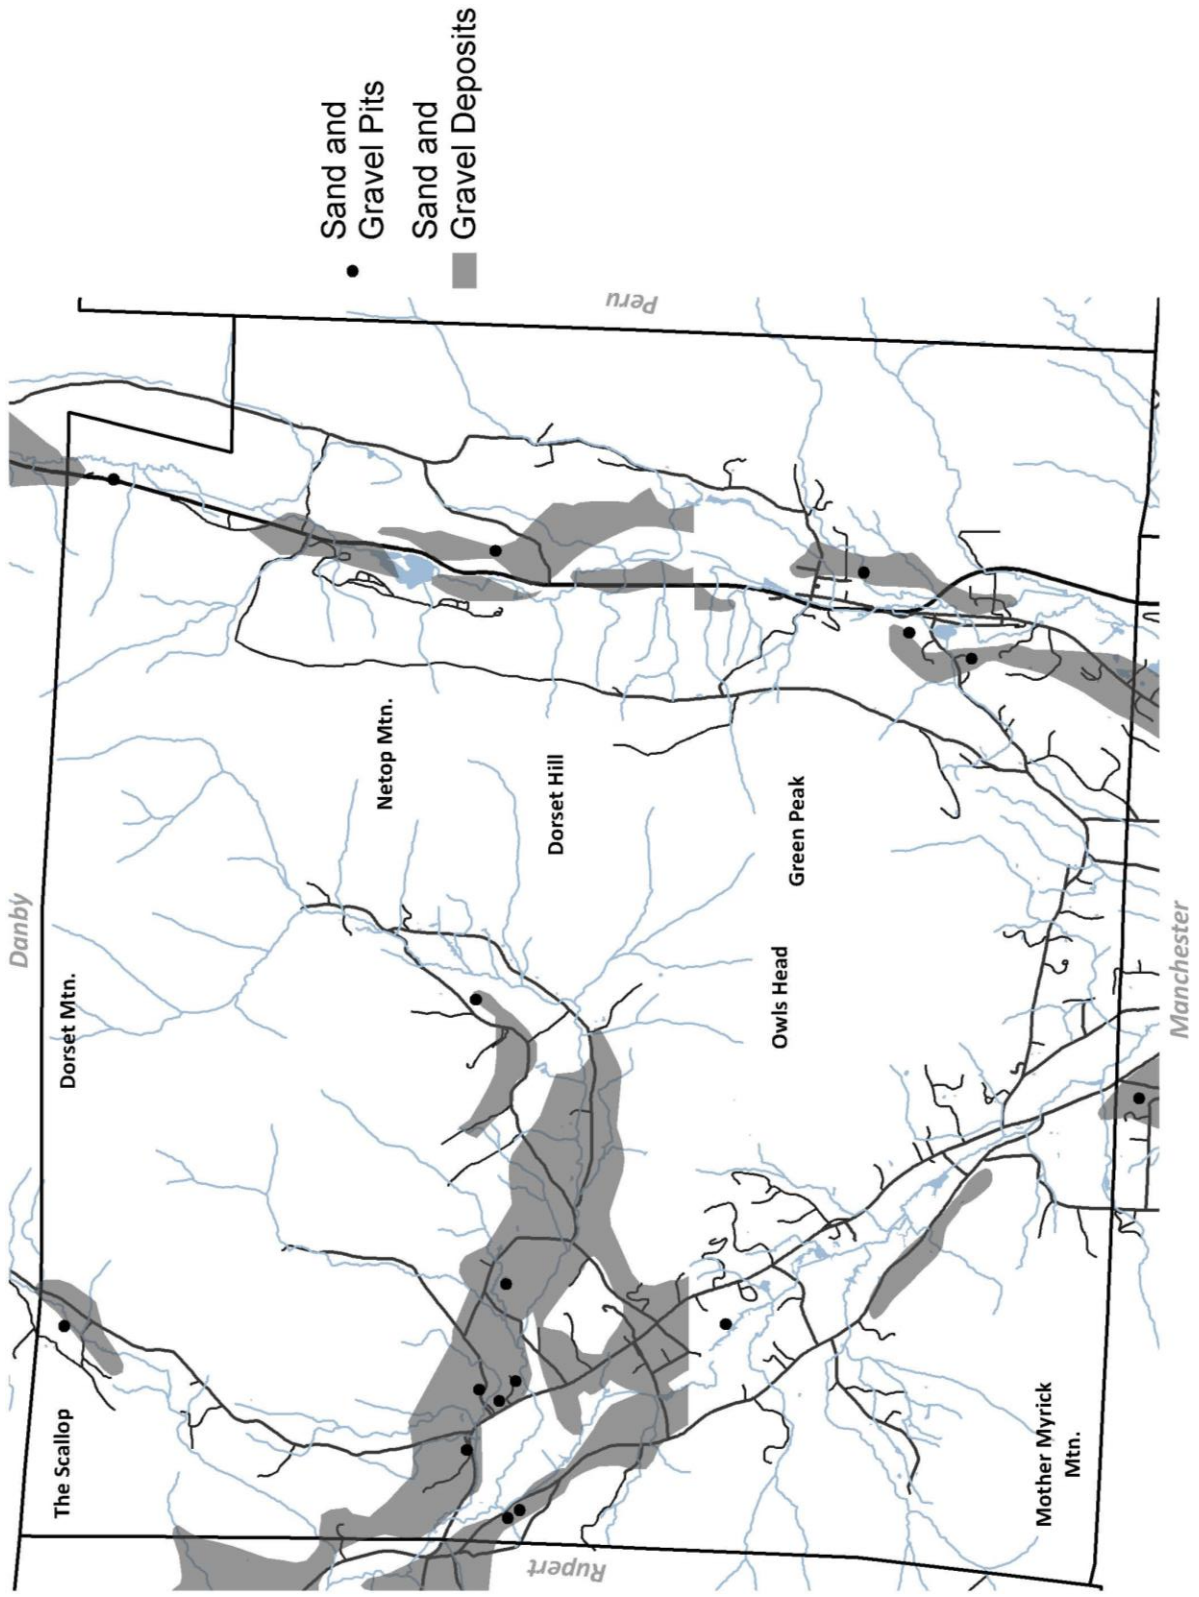 Danby
The Scallop
Dorset Mtn.
Netop Mtn.
Dorset Hill
Green Peak
Owls Head
Mother Myrick
Mtn.
Rupert
Peru
Manchester
Sand and
Gravel Pits
Sand and
Gravel Deposits